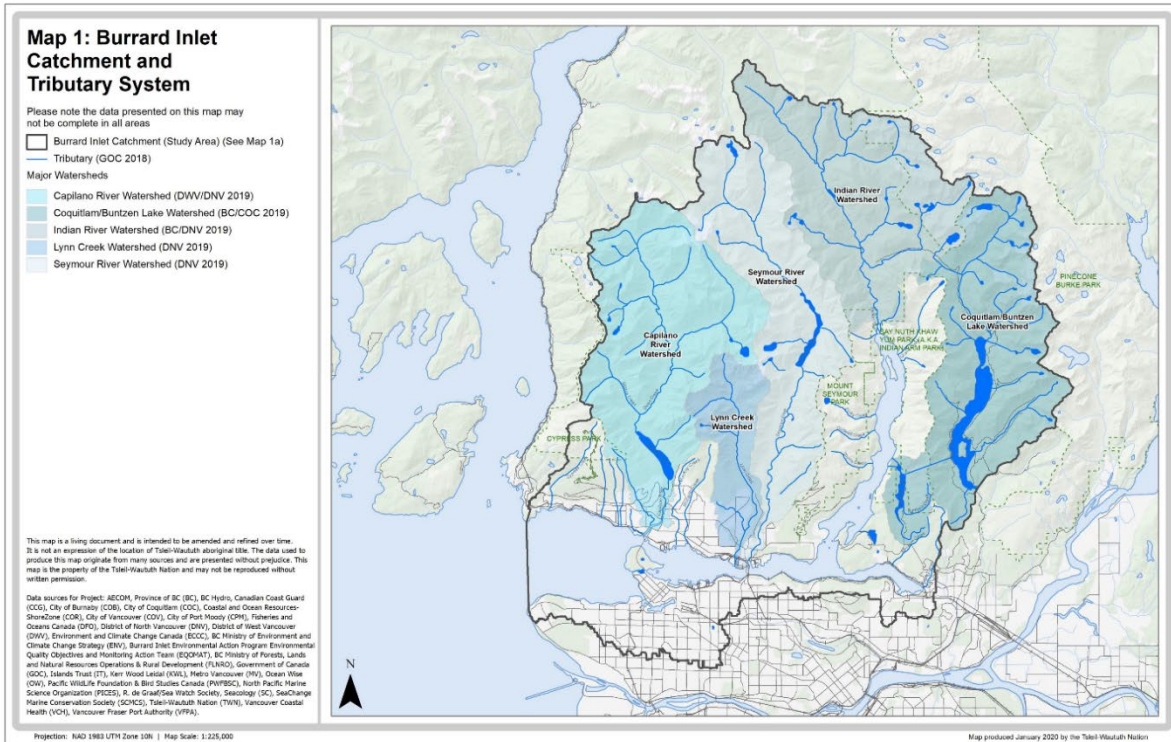 Map 1: Burrard Inlet
Catchment and
Tributary System
Please note the data presented on this map may
not be complete in all areas
Burrard Inlet Catchment (Study Area) (See Map 1a)
Tributary (GOC 2018)
Major Watersheds
Capilano River Watershed (DWV/DNV 2019)
Coquitlam/Buntzen Lake Watershed (BC/COC 2019)
Indian River Watershed (BC/DNV 2019)
Lynn Creek Watershed (DNV 2019)
Seymour River Watershed (DNV 2019)
This map is a living document and is intended to be amended and refined over time.
It is not an expression of the location of Tsleil-Waututh aboriginal title. The data used to
produce this map originate from many sources and are presented without prejudice. This
map is the property of the Tsleil-Waututh Nation and may not be reproduced without
written permission.
Data sources for Project: AECOM, Province of BC (BC), BC Hydro, Canadian Coast Guard
(CCG), City of Burnaby (COB), City of Coquitlam (COC), Coastal and Ocean Resources-
ShoreZone (COR), City of Vancouver (COV), City of Port Moody (CPM), Fisheries and
Oceans Canada (DFO), District of North Vancouver (DNV), District of West Vancouver
(DWV), Environment and Climate Change Canada (ECCC), BC Ministry of Environment and
Climate Change Strategy (ENV), Burrard Inlet Environmental Action Program Environmental
Quality Objectives and Monitoring Action Team (EQOMAT), BC Ministry of Forests, Lands
and Natural Resources Operations & Rural Development (FLNRO), Government of Canada
(GOC), Islands Trust (IT), Kerr Wood Leidal (KWL), Metro Vancouver (MV), Ocean Wise
(OW), Pacific WildLife Foundation & Bird Studies Canada (PWFBSC), North Pacific Marine
Science Organization (PICES), R. de Graaf/Sea Watch Society, Seacology (SC), SeaChange
Marine Conservation Society (SCMCS), Tsleil-Waututh Nation (TWN), Vancouver Coastal
Health (VCH), Vancouver Fraser Port Authority (VFPA).
Indian River
Watershed
Seymour River
Watershed
PINECONE
BURKE PARK
Coquitlam/Buntzen
Lake Watershed
SAY NUTH KHAW
YUM PARK (A.K.A.
INDIAN ARM PARK)
Capilano
River
Watershed
MOUNT
SEYMOUR
PARK
Lynn Creek
Watershed
CYPRESS PARK
N
Projection: NAD 1983 UTM Zone 10N | Map Scale: 1:225,000
Map produced January 2020 by the Tsleil-Waututh Nation